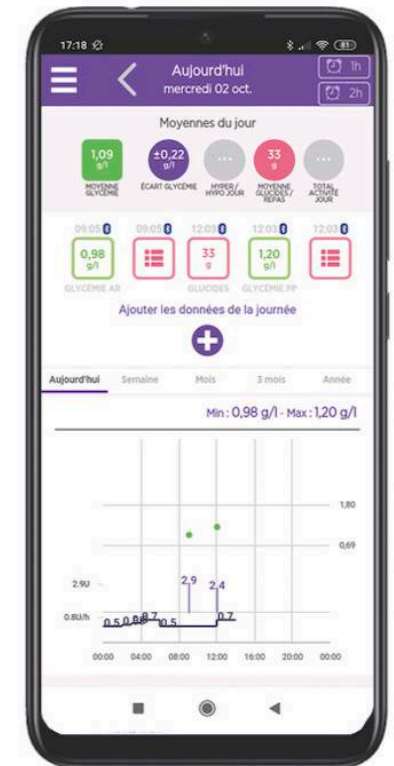 17:18
81
Aujourd'hui
mercredi 02 oct.
1h
2h
Moyennes du jour
1,09
g/l
±0,22
g/l
...
33
g
...
MOYENNE
GLYCÉMIE
ÉCART GLYCÉMIE
HYPER /
HYPO JOUR
MOYENNE
GLUCIDES /
REPAS
TOTAL
ACTIVITÉ
JOUR
09:05
09:05
12:03
12:03
12:03
0,98
g/l
33
g
1,20
g/l
GLYCÉMIE AR
GLUCIDES
GLYCÉMIE PP
Ajouter les données de la journée
Aujourd'hui Semaine Mois 3 mois Année
Min : 0,98 g/l - Max : 1,20 g/l
1,80
0,69
2.9U
2,9
2,4
0.8U/h
0.5
0.7
0.5
0.7
00:00 04:00 08:00 12:00 16:00 20:00 00:00